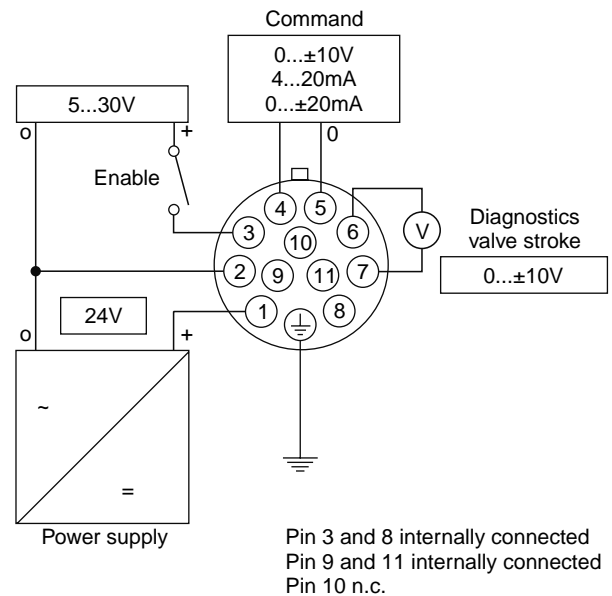 Command
0...±10V
4...20mA
0...±20mA
5...30V
o
+
0
Enable
4
5
3
6
10
V
Diagnostics
valve stroke
2
9
11
7
0...±10V
24V
1
8
o
+
~
=
Power supply
Pin 3 and 8 internally connected
Pin 9 and 11 internally connected
Pin 10 n.c.